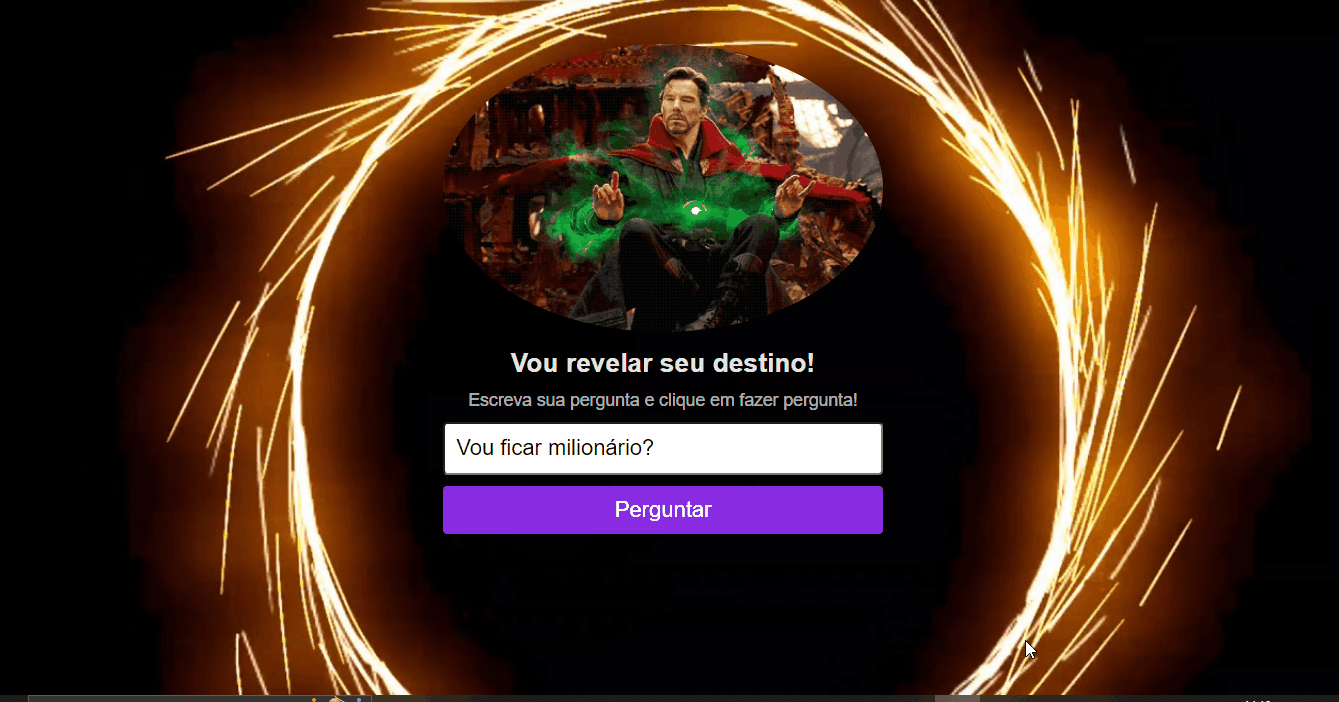 Vou revelar seu destino!
Escreva sua pergunta e clique em fazer pergunta!
Vou ficar milionário?
Perguntar